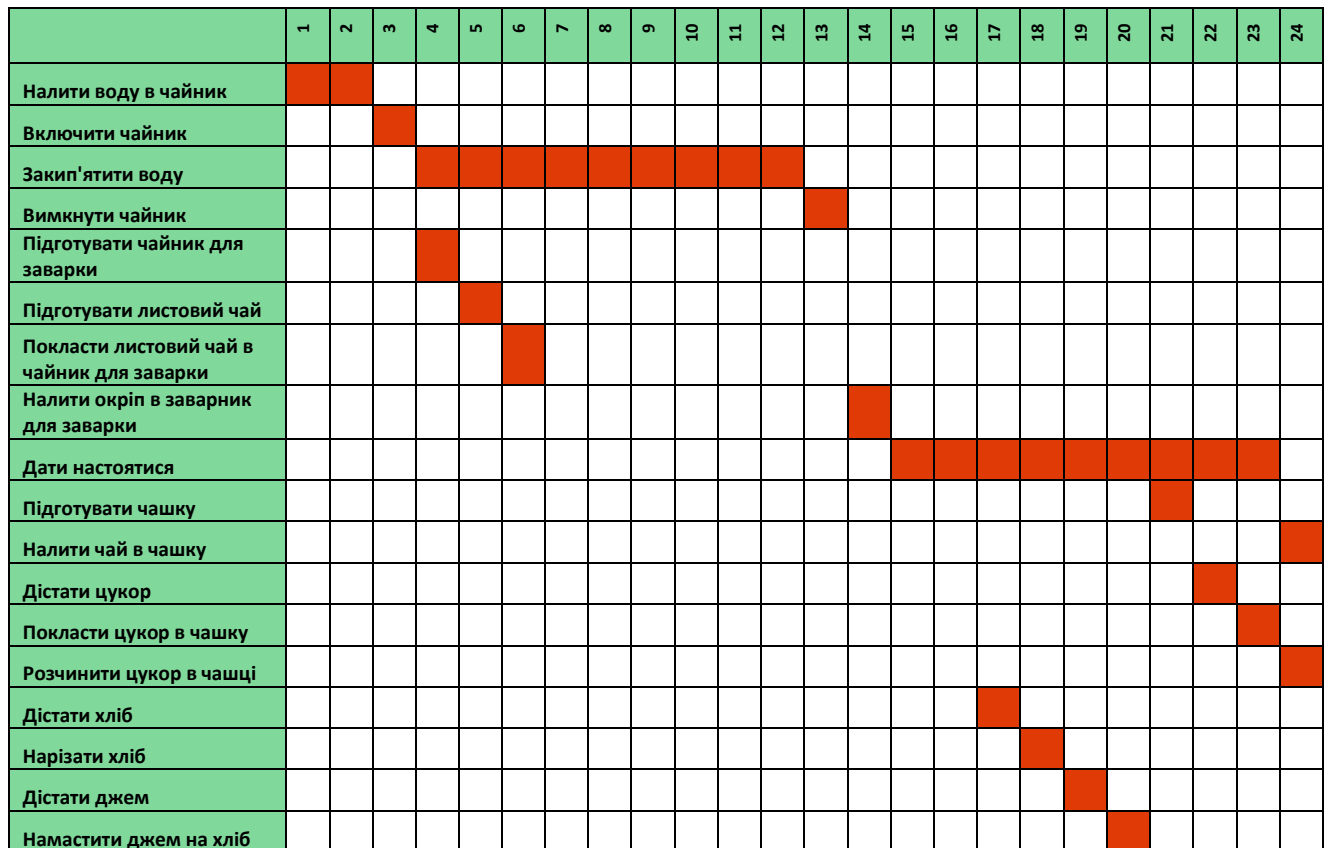 1 2 3 4 5 6 7 8 9 10 11 12 13 14 15 16 17 18 19 20 21 22 23 24
Налити воду в чайник
Включити чайник
Закип'ятити воду
Вимкнути чайник
Підготувати чайник для
заварки
Підготувати листовий чай
Покласти листовий чай в
чайник для заварки
Налити окріп в заварник
для заварки
Дати настоятися
Підготувати чашку
Налити чай в чашку
Дістати цукор
Покласти цукор в чашку
Розчинити цукор в чашці
Дістати хліб
Нарізати хліб
Дістати джем
Намастити джем на хліб